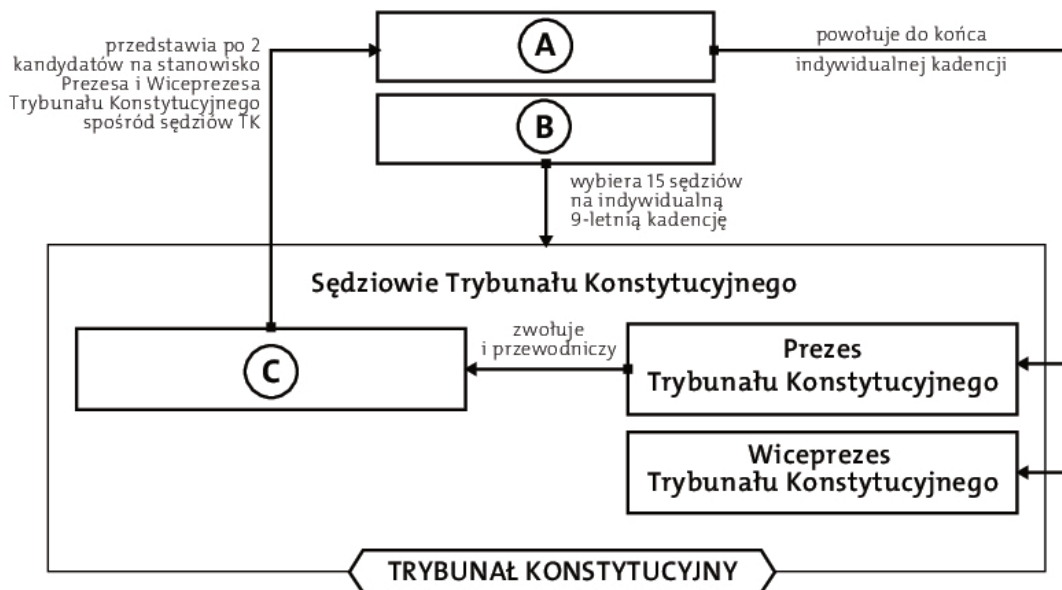 przedstawia po 2
kandydatów na stanowisko
Prezesa i Wiceprezesa
Trybunału Konstytucyjnego
spośród sędziów TK
A
powołuje do końca
indywidualnej kadencji
B
wybiera 15 sędziów
na indywidualną
9-letnią kadencję
Sędziowie Trybunału Konstytucyjnego
C
zwołuje
i przewodniczy
Prezes
Trybunału Konstytucyjnego
Wiceprezes
Trybunału Konstytucyjnego
TRYBUNAŁ KONSTYTUCYJNY